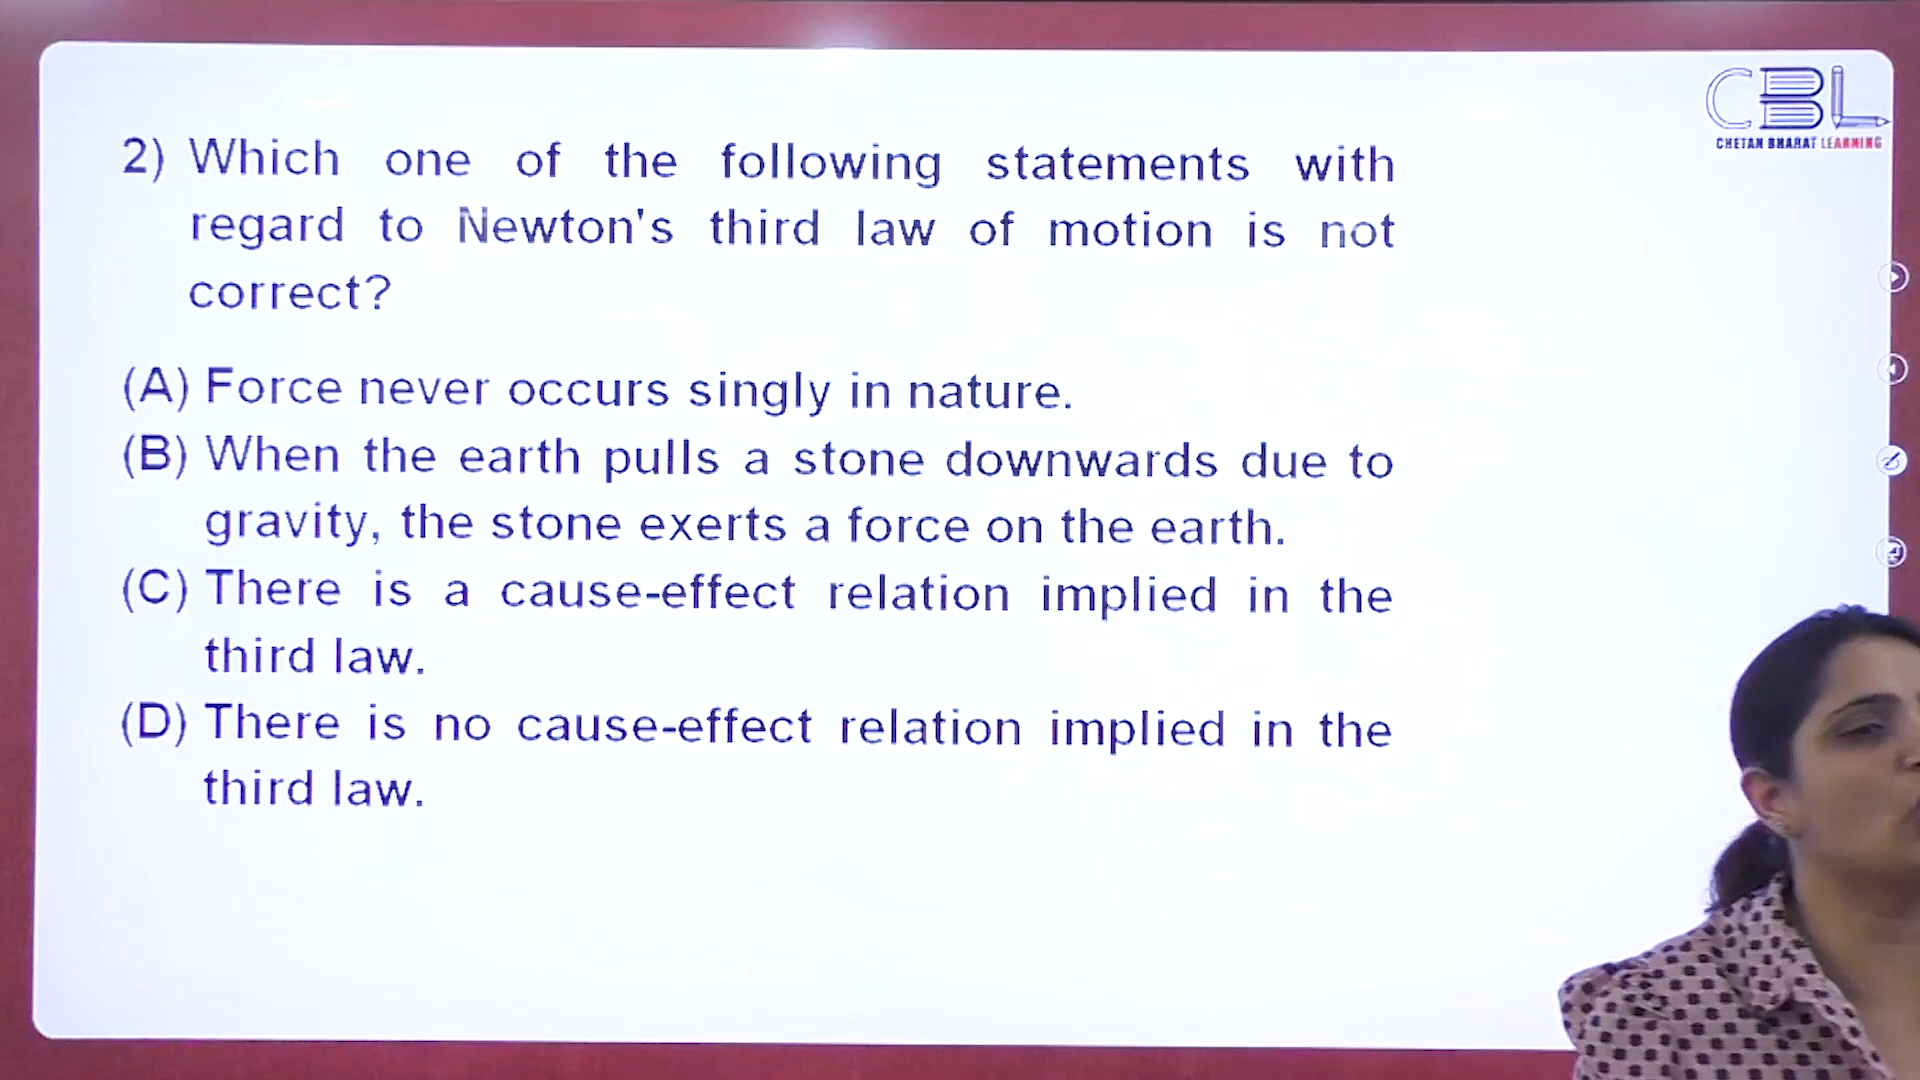 CBL
CHETAN BHARAT LEARNING
2) Which one of the following statements with
regard to Newton's third law of motion is not
correct?
(A) Force never occurs singly in nature.
(B) When the earth pulls a stone downwards due to
gravity, the stone exerts a force on the earth.
(C) There is a cause-effect relation implied in the
third law.
(D) There is no cause-effect relation implied in the
third law.